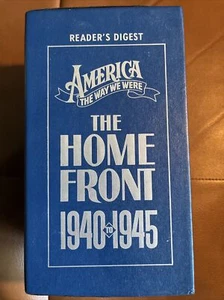 READER'S DIGEST
AMERICA
THE WAY WE WERE
THE
HOME
FRONT
1940 TO 1945